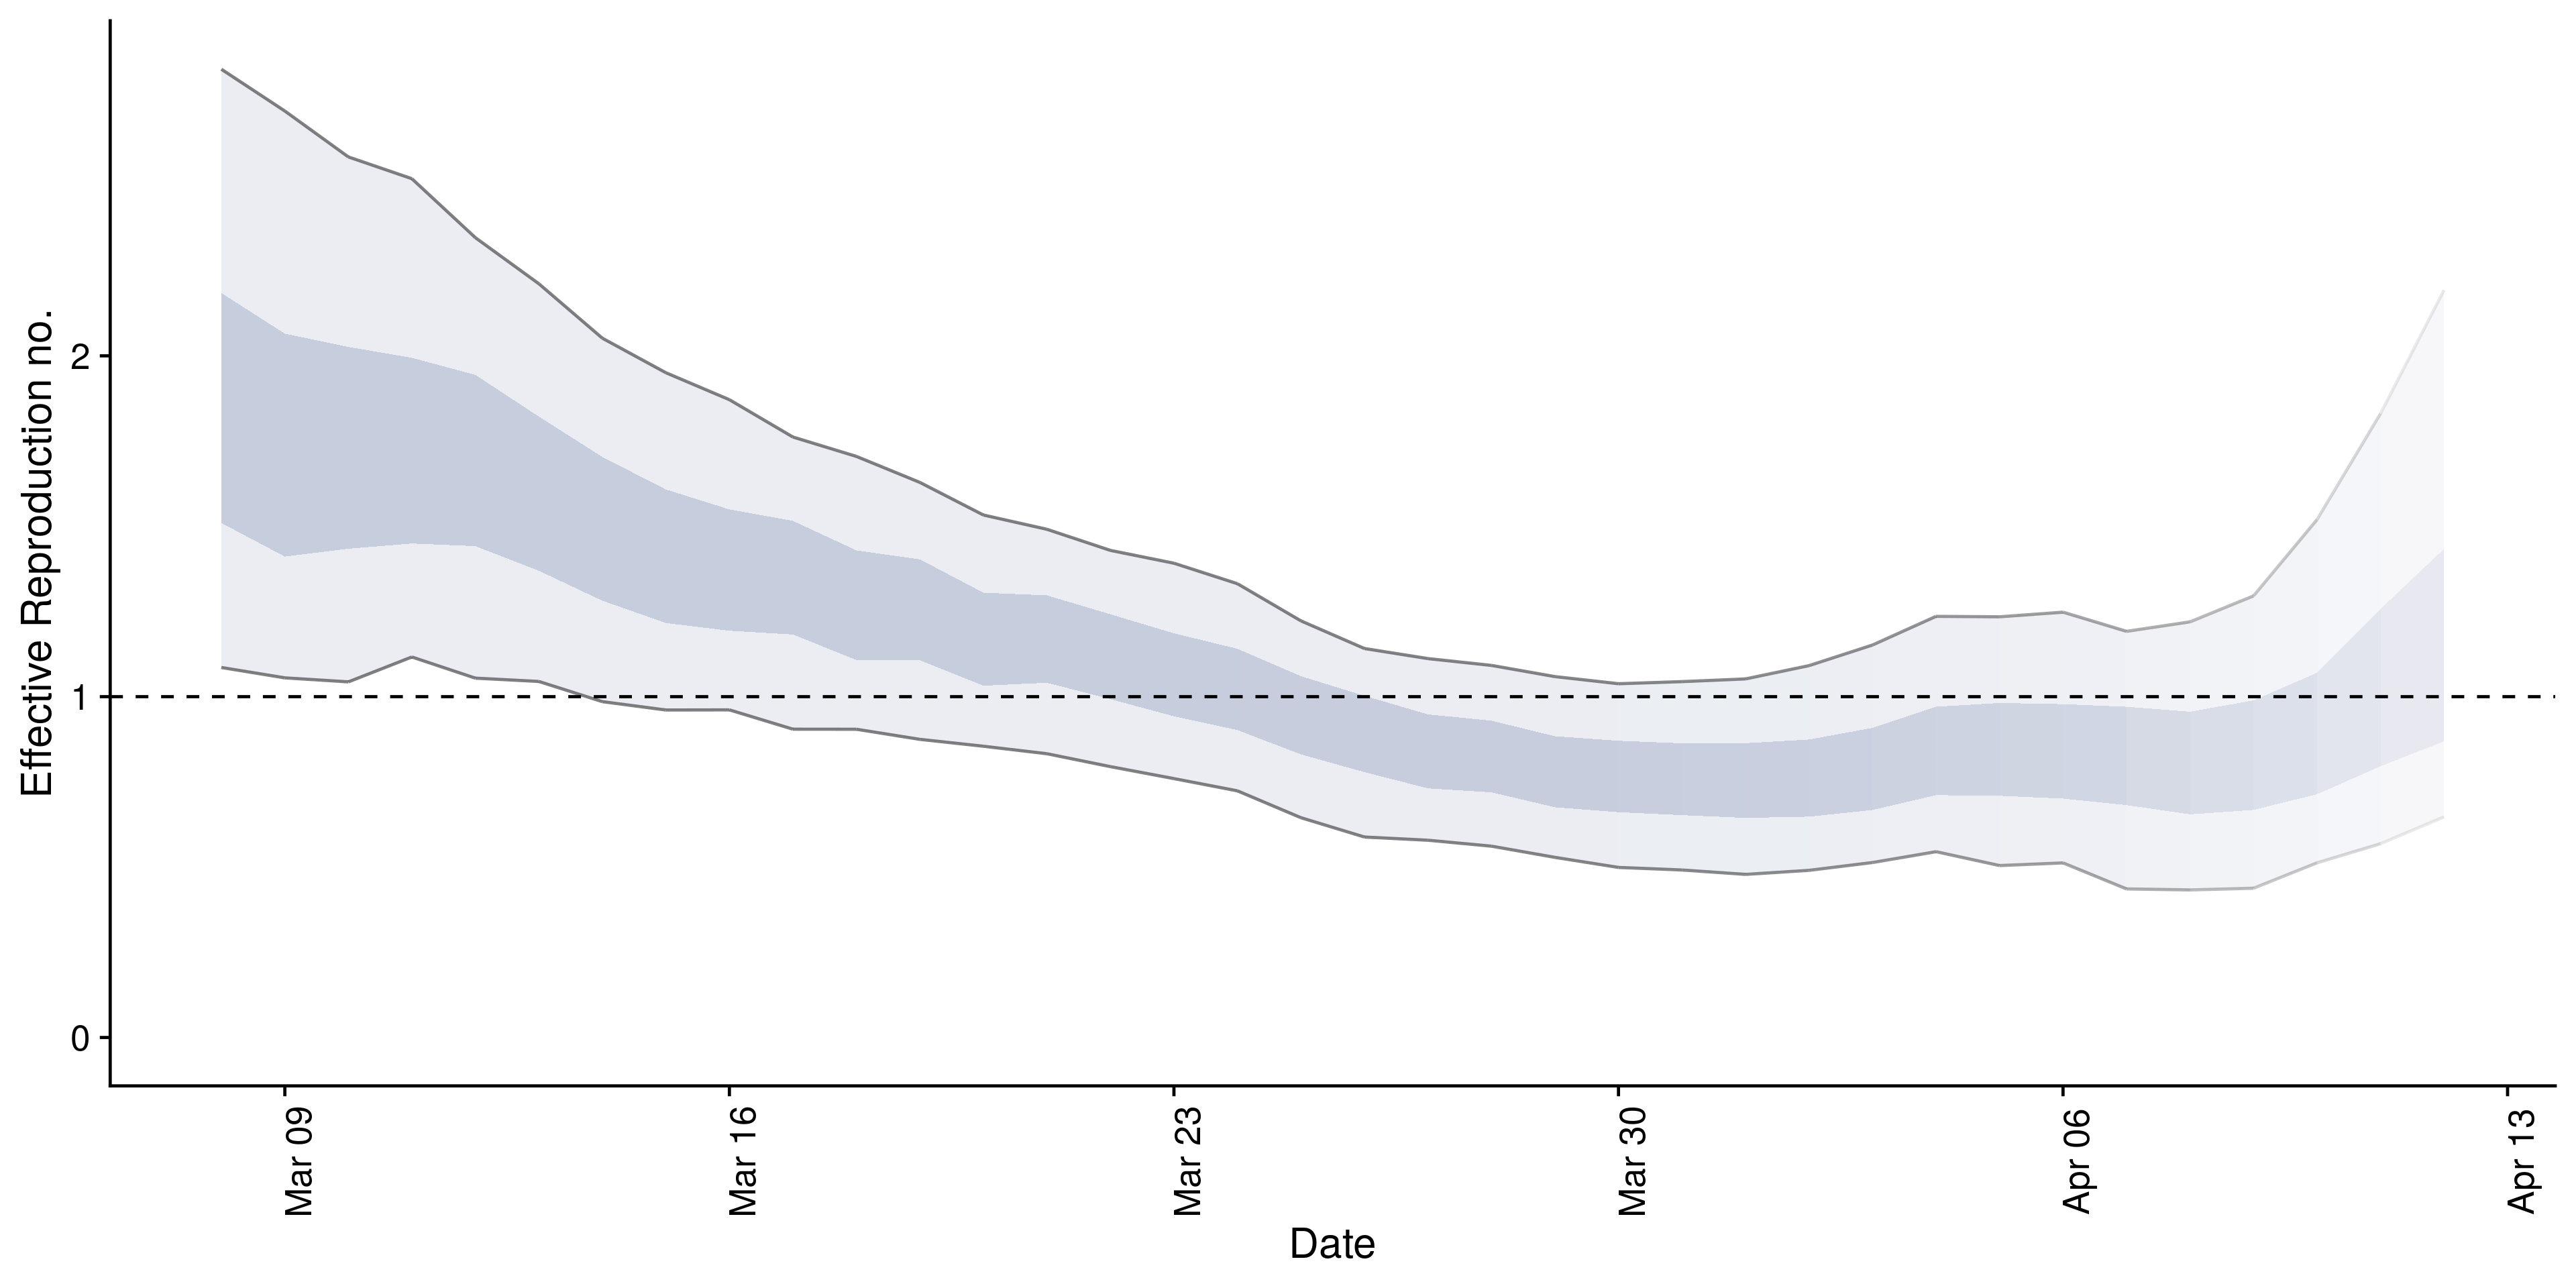 Effective Reproduction no.
2
1
0
Mar 09
Mar 16
Mar 23
Mar 30
Apr 06
Apr 13
Date